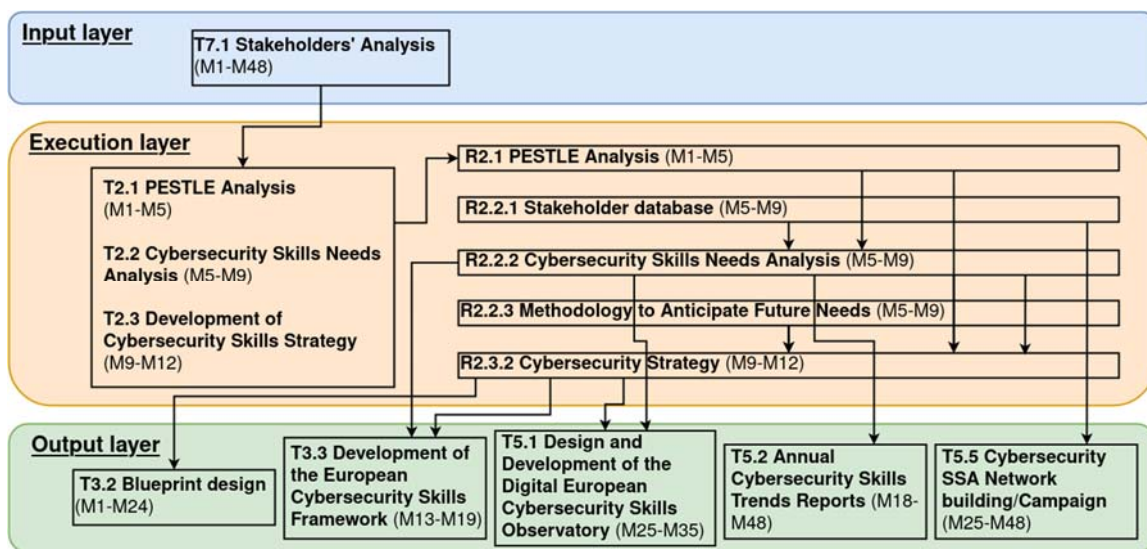 Input layer
T7.1 Stakeholders' Analysis
(M1-M48)
Execution layer
T2.1 PESTLE Analysis
(M1-M5)
T2.2 Cybersecurity Skills Needs
Analysis (M5-M9)
T2.3 Development of
Cybersecurity Skills Strategy
(M9-M12)
R2.1 PESTLE Analysis (M1-M5)
R2.2.1 Stakeholder database (M5-M9)
R2.2.2 Cybersecurity Skills Needs Analysis (M5-M9)
R2.2.3 Methodology to Anticipate Future Needs (M5-M9)
R2.3.2 Cybersecurity Strategy (M9-M12)
Output layer
T3.2 Blueprint design
(M1-M24)
T3.3 Development of
the European
Cybersecurity Skills
Framework (M13-M19)
T5.1 Design and
Development of the
Digital European
Cybersecurity Skills
Observatory (M25-M35)
T5.2 Annual
Cybersecurity Skills
Trends Reports (M18-
M48)
T5.5 Cybersecurity
SSA Network
building/Campaign
(M25-M48)